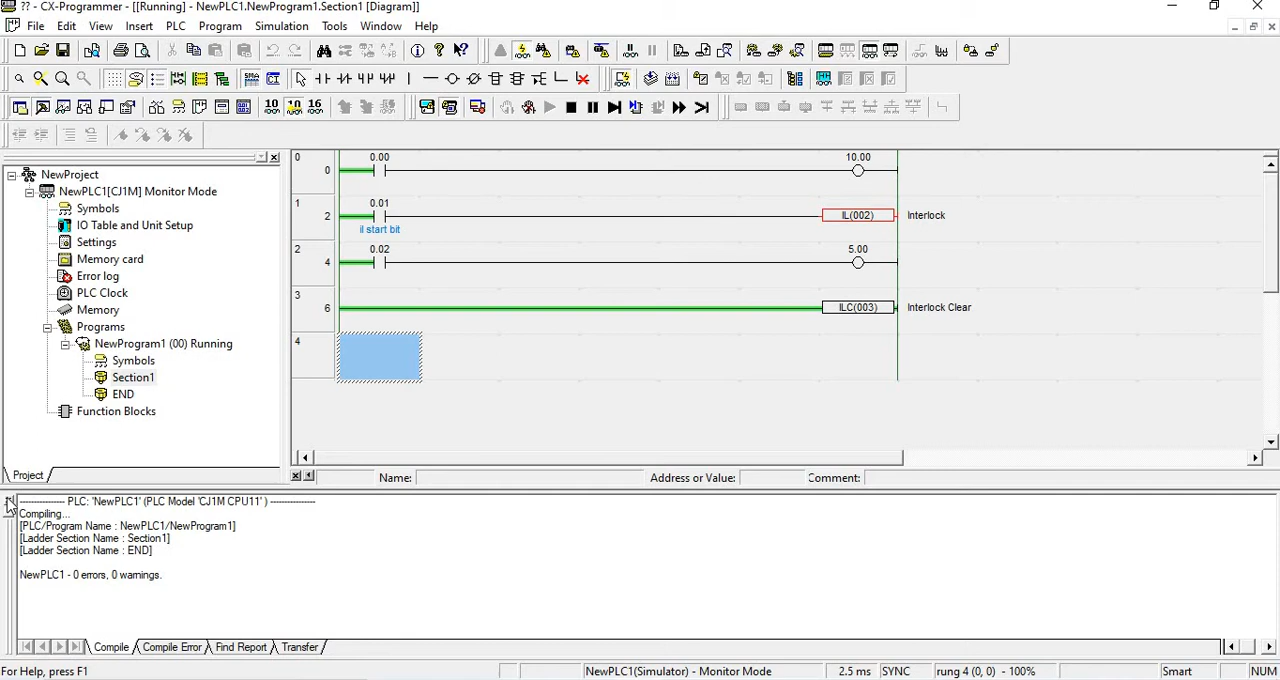 ?? - CX-Programmer - [[Running] - NewPLC1.NewProgram1.Section1 [Diagram]]
File Edit View Insert PLC Program Simulation Tools Window Help
10 10 16
NewProject
NewPLC1[CJ1M] Monitor Mode
Symbols
IO Table and Unit Setup
Settings
Memory card
Error log
PLC Clock
Memory
Programs
NewProgram1 (00) Running
Symbols
Section1
END
Function Blocks
Project
0 0.00 10.00
0
1 0.01
2 IL(002) Interlock
il start bit
2 0.02 5.00
4
3
6 ILC(003) Interlock Clear
4
Name: Address or Value: Comment:
--------------- PLC: 'NewPLC1' (PLC Model 'CJ1M CPU11' ) ---------------
Compiling...
[PLC/Program Name : NewPLC1/NewProgram1]
[Ladder Section Name : Section1]
[Ladder Section Name : END]
NewPLC1 - 0 errors, 0 warnings.
Compile Compile Error Find Report Transfer
For Help, press F1 NewPLC1(Simulator) - Monitor Mode 2.5 ms SYNC rung 4 (0, 0) - 100% Smart NUM